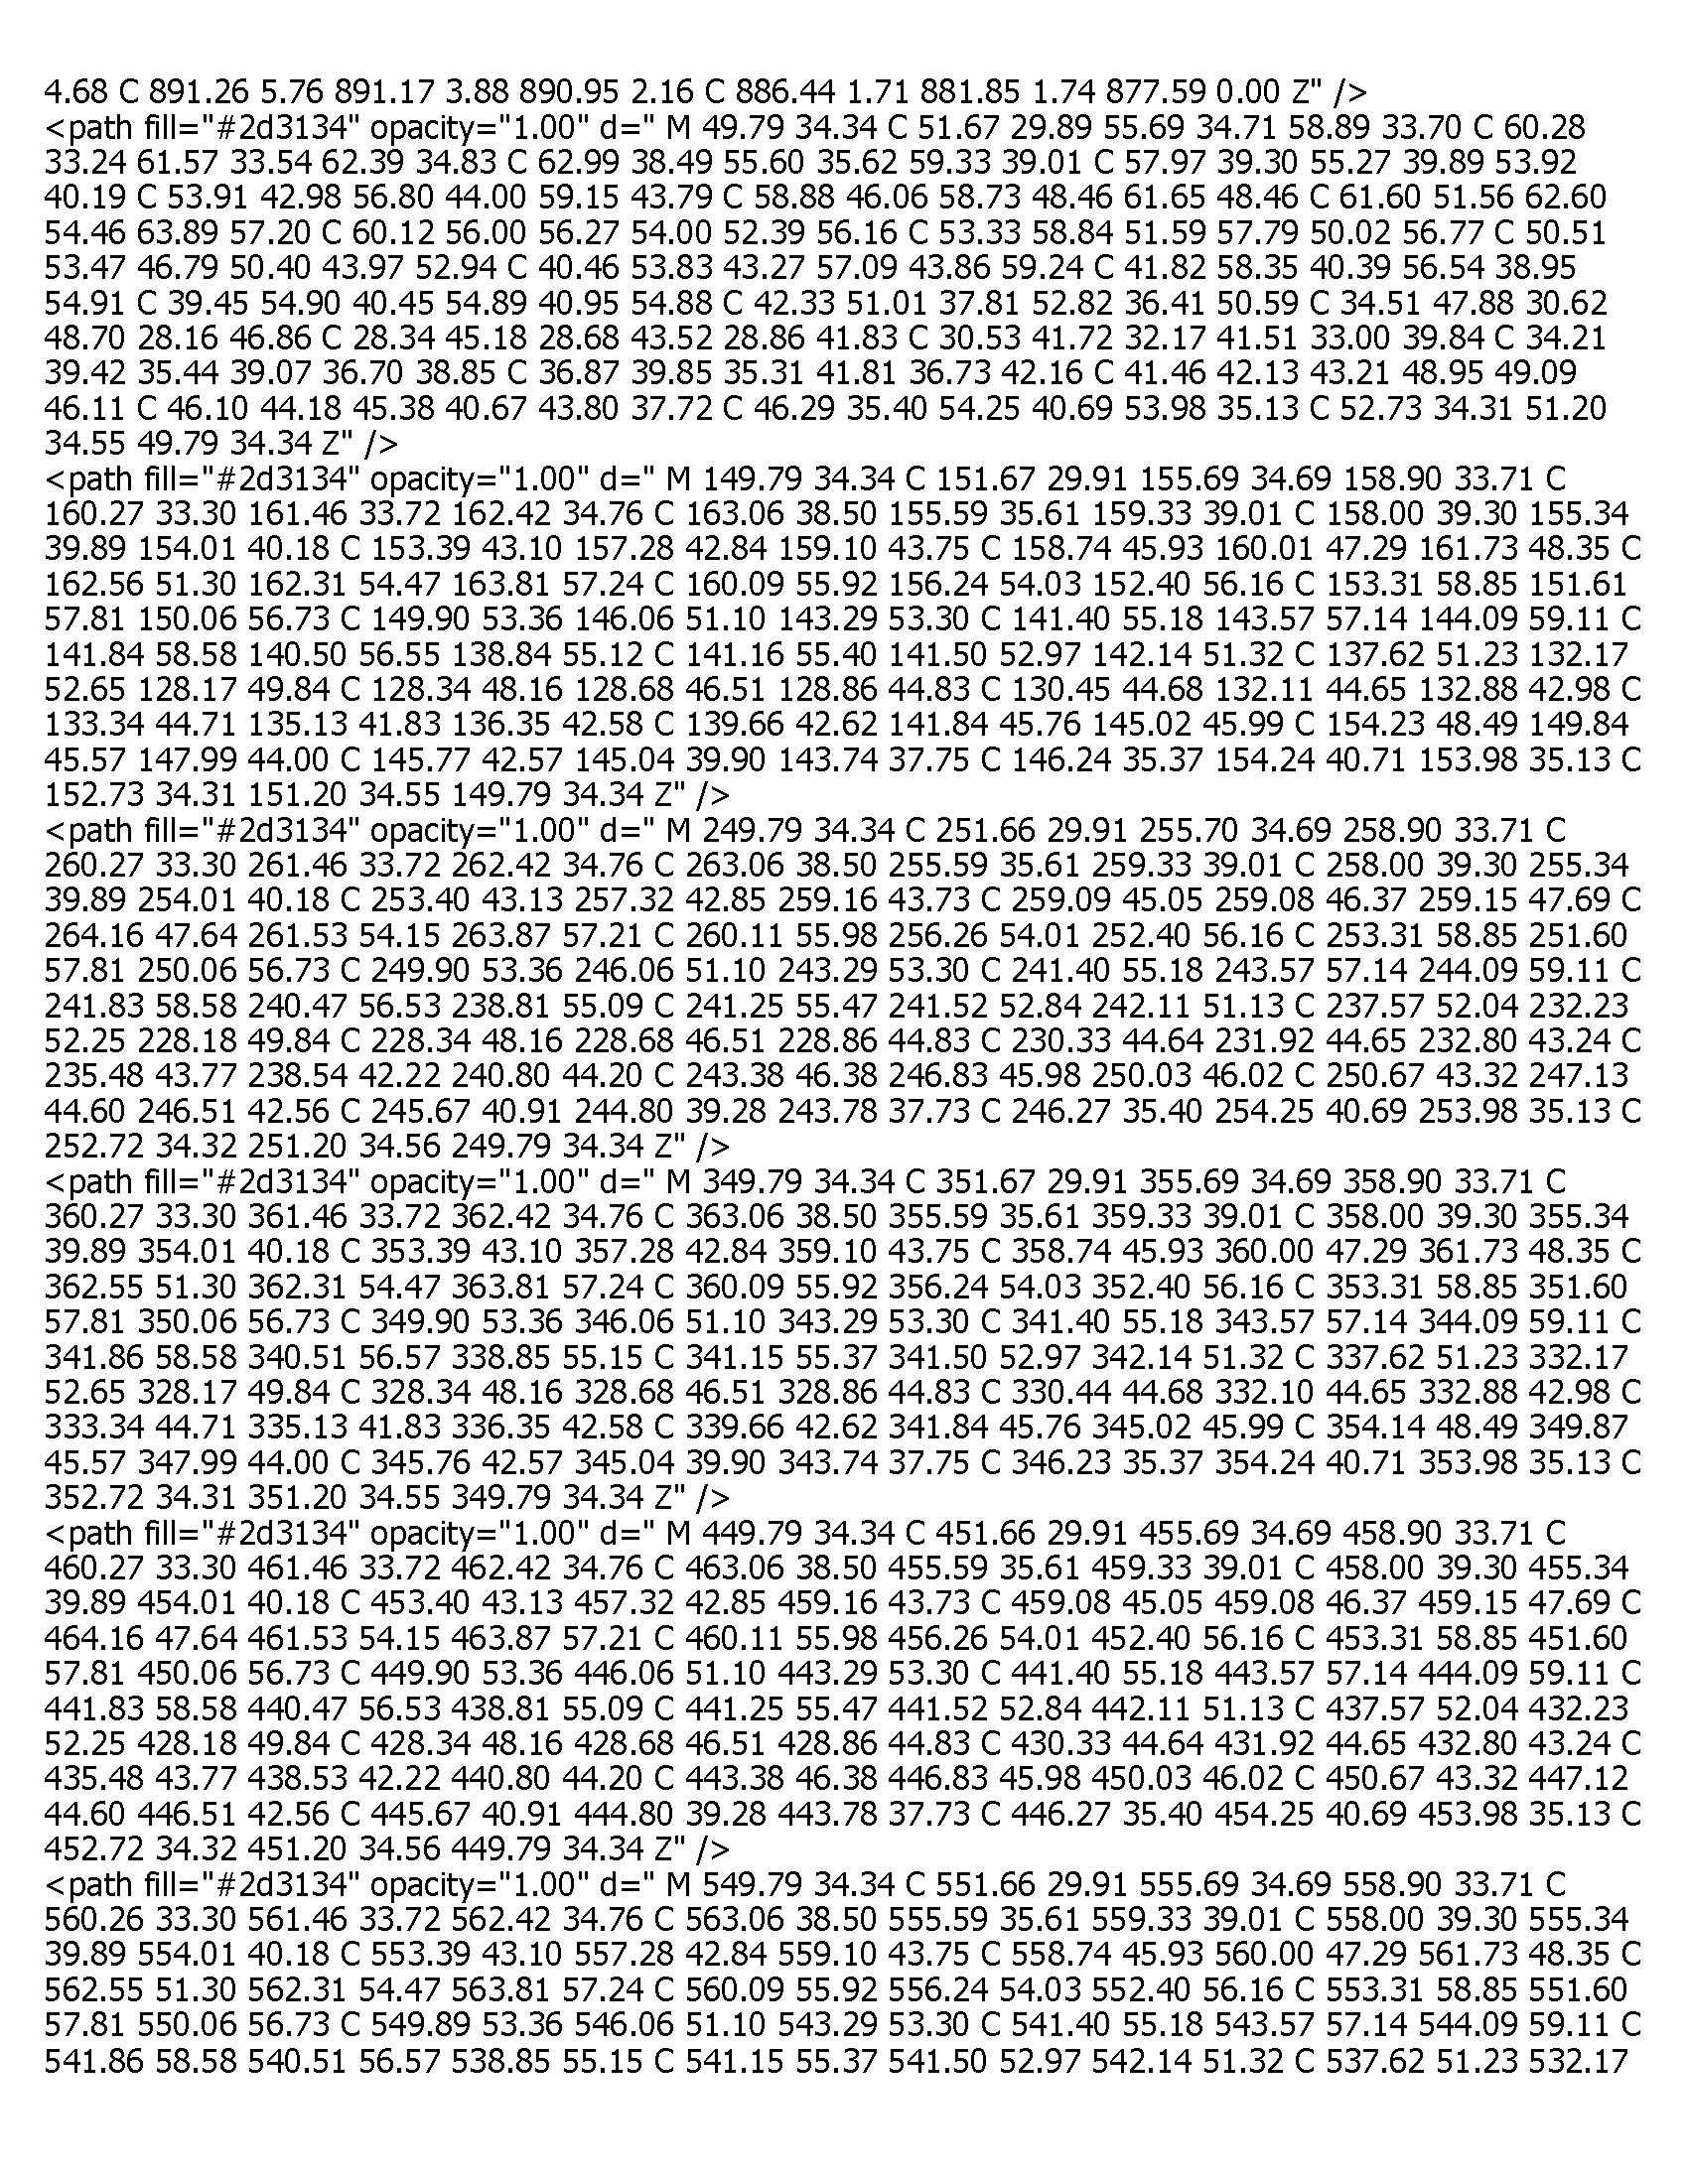 4.68 C 891.26 5.76 891.17 3.88 890.95 2.16 C 886.44 1.71 881.85 1.74 877.59 0.00 Z" />
<path fill="#2d3134" opacity="1.00" d=" M 49.79 34.34 C 51.67 29.89 55.69 34.71 58.89 33.70 C 60.28
33.24 61.57 33.54 62.39 34.83 C 62.99 38.49 55.60 35.62 59.33 39.01 C 57.97 39.30 55.27 39.89 53.92
40.19 C 53.91 42.98 56.80 44.00 59.15 43.79 C 58.88 46.06 58.73 48.46 61.65 48.46 C 61.60 51.56 62.60
54.46 63.89 57.20 C 60.12 56.00 56.27 54.00 52.39 56.16 C 53.33 58.84 51.59 57.79 50.02 56.77 C 50.51
53.47 46.79 50.40 43.97 52.94 C 40.46 53.83 43.27 57.09 43.86 59.24 C 41.82 58.35 40.39 56.54 38.95
54.91 C 39.45 54.90 40.45 54.89 40.95 54.88 C 42.33 51.01 37.81 52.82 36.41 50.59 C 34.51 47.88 30.62
48.70 28.16 46.86 C 28.34 45.18 28.68 43.52 28.86 41.83 C 30.53 41.72 32.17 41.51 33.00 39.84 C 34.21
39.42 35.44 39.07 36.70 38.85 C 36.87 39.85 35.31 41.81 36.73 42.16 C 41.46 42.13 43.21 48.95 49.09
46.11 C 46.10 44.18 45.38 40.67 43.80 37.72 C 46.29 35.40 54.25 40.69 53.98 35.13 C 52.73 34.31 51.20
34.55 49.79 34.34 Z" />
<path fill="#2d3134" opacity="1.00" d=" M 149.79 34.34 C 151.67 29.91 155.69 34.69 158.90 33.71 C
160.27 33.30 161.46 33.72 162.42 34.76 C 163.06 38.50 155.59 35.61 159.33 39.01 C 158.00 39.30 155.34
39.89 154.01 40.18 C 153.39 43.10 157.28 42.84 159.10 43.75 C 158.74 45.93 160.01 47.29 161.73 48.35 C
162.56 51.30 162.31 54.47 163.81 57.24 C 160.09 55.92 156.24 54.03 152.40 56.16 C 153.31 58.85 151.61
57.81 150.06 56.73 C 149.90 53.36 146.06 51.10 143.29 53.30 C 141.40 55.18 143.57 57.14 144.09 59.11 C
141.84 58.58 140.50 56.55 138.84 55.12 C 141.16 55.40 141.50 52.97 142.14 51.32 C 137.62 51.23 132.17
52.65 128.17 49.84 C 128.34 48.16 128.68 46.51 128.86 44.83 C 130.45 44.68 132.11 44.65 132.88 42.98 C
133.34 44.71 135.13 41.83 136.35 42.58 C 139.66 42.62 141.84 45.76 145.02 45.99 C 154.23 48.49 149.84
45.57 147.99 44.00 C 145.77 42.57 145.04 39.90 143.74 37.75 C 146.24 35.37 154.24 40.71 153.98 35.13 C
152.73 34.31 151.20 34.55 149.79 34.34 Z" />
<path fill="#2d3134" opacity="1.00" d=" M 249.79 34.34 C 251.66 29.91 255.70 34.69 258.90 33.71 C
260.27 33.30 261.46 33.72 262.42 34.76 C 263.06 38.50 255.59 35.61 259.33 39.01 C 258.00 39.30 255.34
39.89 254.01 40.18 C 253.40 43.13 257.32 42.85 259.16 43.73 C 259.09 45.05 259.08 46.37 259.15 47.69 C
264.16 47.64 261.53 54.15 263.87 57.21 C 260.11 55.98 256.26 54.01 252.40 56.16 C 253.31 58.85 251.60
57.81 250.06 56.73 C 249.90 53.36 246.06 51.10 243.29 53.30 C 241.40 55.18 243.57 57.14 244.09 59.11 C
241.83 58.58 240.47 56.53 238.81 55.09 C 241.25 55.47 241.52 52.84 242.11 51.13 C 237.57 52.04 232.23
52.25 228.18 49.84 C 228.34 48.16 228.68 46.51 228.86 44.83 C 230.33 44.64 231.92 44.65 232.80 43.24 C
235.48 43.77 238.54 42.22 240.80 44.20 C 243.38 46.38 246.83 45.98 250.03 46.02 C 250.67 43.32 247.13
44.60 246.51 42.56 C 245.67 40.91 244.80 39.28 243.78 37.73 C 246.27 35.40 254.25 40.69 253.98 35.13 C
252.72 34.32 251.20 34.56 249.79 34.34 Z" />
<path fill="#2d3134" opacity="1.00" d=" M 349.79 34.34 C 351.67 29.91 355.69 34.69 358.90 33.71 C
360.27 33.30 361.46 33.72 362.42 34.76 C 363.06 38.50 355.59 35.61 359.33 39.01 C 358.00 39.30 355.34
39.89 354.01 40.18 C 353.39 43.10 357.28 42.84 359.10 43.75 C 358.74 45.93 360.00 47.29 361.73 48.35 C
362.55 51.30 362.31 54.47 363.81 57.24 C 360.09 55.92 356.24 54.03 352.40 56.16 C 353.31 58.85 351.60
57.81 350.06 56.73 C 349.90 53.36 346.06 51.10 343.29 53.30 C 341.40 55.18 343.57 57.14 344.09 59.11 C
341.86 58.58 340.51 56.57 338.85 55.15 C 341.15 55.37 341.50 52.97 342.14 51.32 C 337.62 51.23 332.17
52.65 328.17 49.84 C 328.34 48.16 328.68 46.51 328.86 44.83 C 330.44 44.68 332.10 44.65 332.88 42.98 C
333.34 44.71 335.13 41.83 336.35 42.58 C 339.66 42.62 341.84 45.76 345.02 45.99 C 354.14 48.49 349.87
45.57 347.99 44.00 C 345.76 42.57 345.04 39.90 343.74 37.75 C 346.23 35.37 354.24 40.71 353.98 35.13 C
352.72 34.31 351.20 34.55 349.79 34.34 Z" />
<path fill="#2d3134" opacity="1.00" d=" M 449.79 34.34 C 451.66 29.91 455.69 34.69 458.90 33.71 C
460.27 33.30 461.46 33.72 462.42 34.76 C 463.06 38.50 455.59 35.61 459.33 39.01 C 458.00 39.30 455.34
39.89 454.01 40.18 C 453.40 43.13 457.32 42.85 459.16 43.73 C 459.08 45.05 459.08 46.37 459.15 47.69 C
464.16 47.64 461.53 54.15 463.87 57.21 C 460.11 55.98 456.26 54.01 452.40 56.16 C 453.31 58.85 451.60
57.81 450.06 56.73 C 449.90 53.36 446.06 51.10 443.29 53.30 C 441.40 55.18 443.57 57.14 444.09 59.11 C
441.83 58.58 440.47 56.53 438.81 55.09 C 441.25 55.47 441.52 52.84 442.11 51.13 C 437.57 52.04 432.23
52.25 428.18 49.84 C 428.34 48.16 428.68 46.51 428.86 44.83 C 430.33 44.64 431.92 44.65 432.80 43.24 C
435.48 43.77 438.53 42.22 440.80 44.20 C 443.38 46.38 446.83 45.98 450.03 46.02 C 450.67 43.32 447.12
44.60 446.51 42.56 C 445.67 40.91 444.80 39.28 443.78 37.73 C 446.27 35.40 454.25 40.69 453.98 35.13 C
452.72 34.32 451.20 34.56 449.79 34.34 Z" />
<path fill="#2d3134" opacity="1.00" d=" M 549.79 34.34 C 551.66 29.91 555.69 34.69 558.90 33.71 C
560.26 33.30 561.46 33.72 562.42 34.76 C 563.06 38.50 555.59 35.61 559.33 39.01 C 558.00 39.30 555.34
39.89 554.01 40.18 C 553.39 43.10 557.28 42.84 559.10 43.75 C 558.74 45.93 560.00 47.29 561.73 48.35 C
562.55 51.30 562.31 54.47 563.81 57.24 C 560.09 55.92 556.24 54.03 552.40 56.16 C 553.31 58.85 551.60
57.81 550.06 56.73 C 549.89 53.36 546.06 51.10 543.29 53.30 C 541.40 55.18 543.57 57.14 544.09 59.11 C
541.86 58.58 540.51 56.57 538.85 55.15 C 541.15 55.37 541.50 52.97 542.14 51.32 C 537.62 51.23 532.17